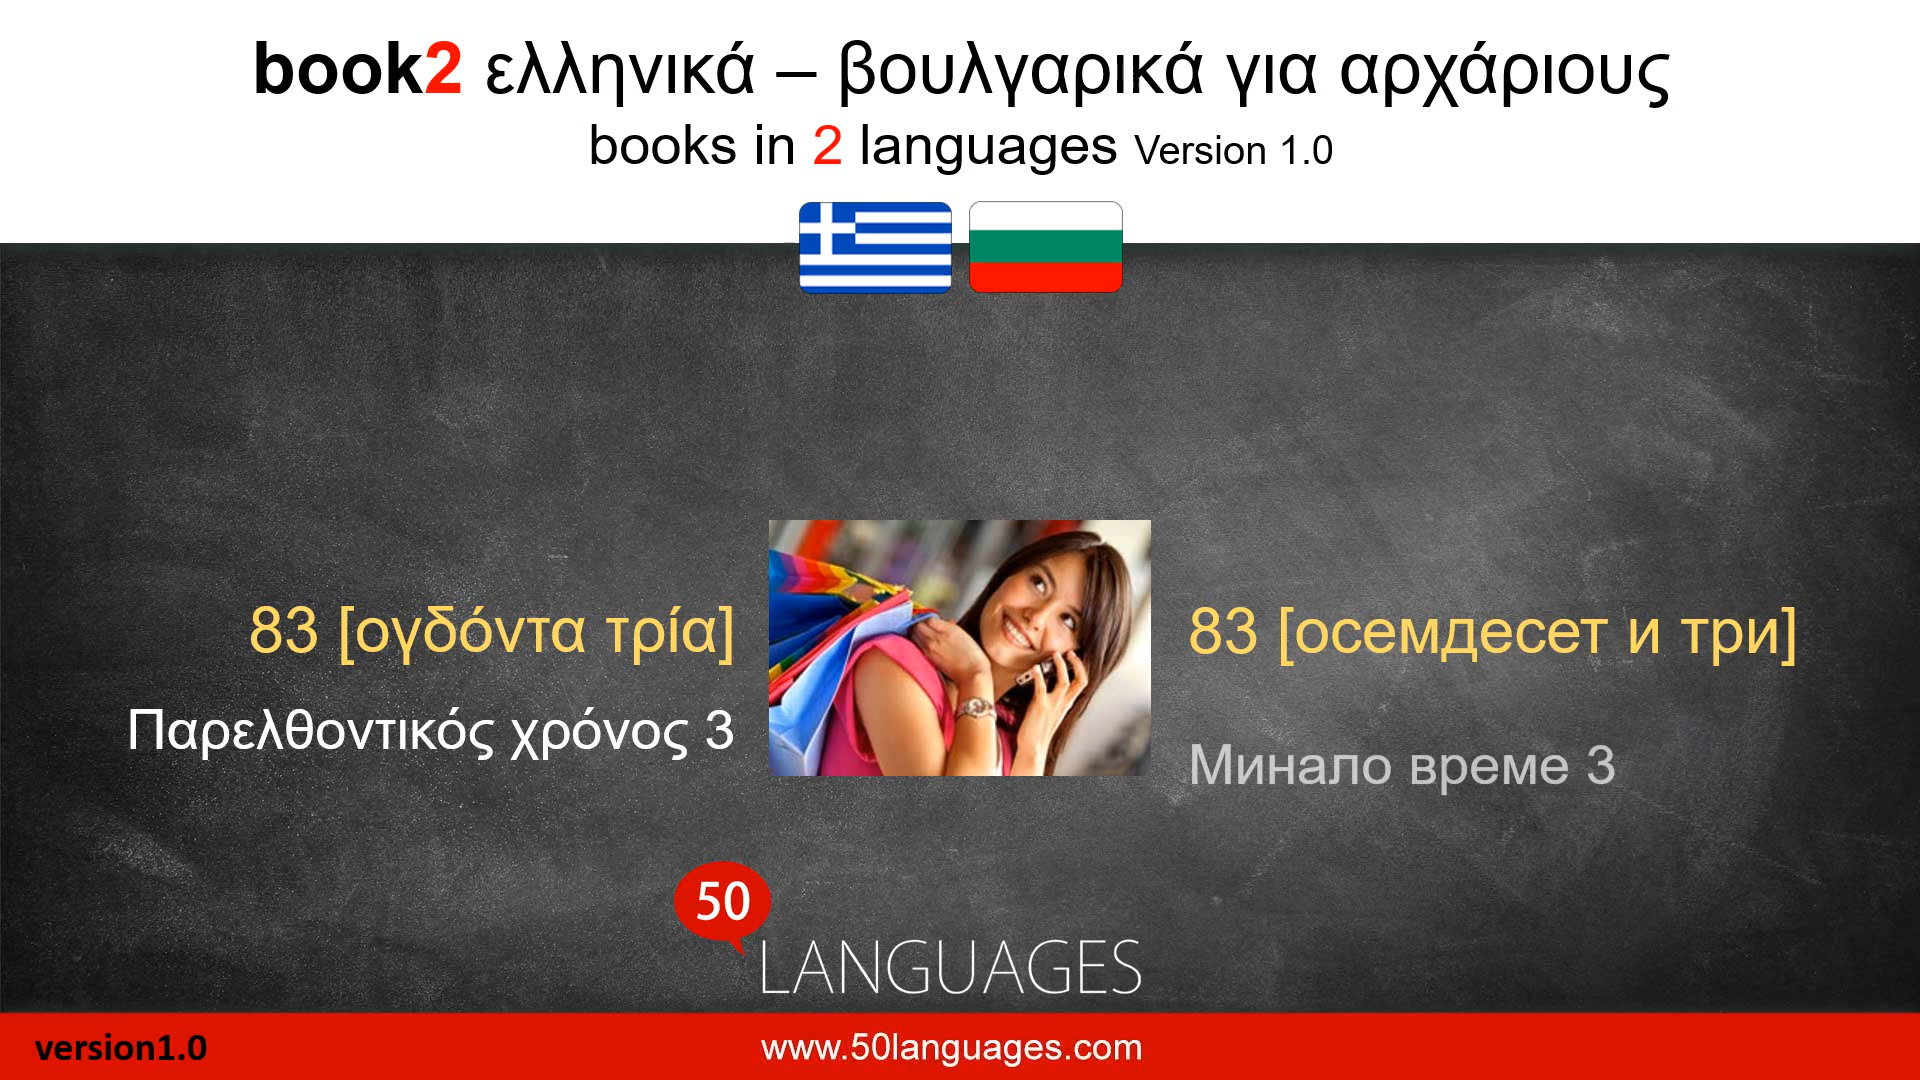 book2 ελληνικά – βουλγαρικά για αρχάριους
books in 2 languages Version 1.0
83 [ογδόντα τρία]
Παρελθοντικός χρόνος 3
83 [осемдесет и три]
Минало време 3
50
LANGUAGES
version1.0
www.50languages.com